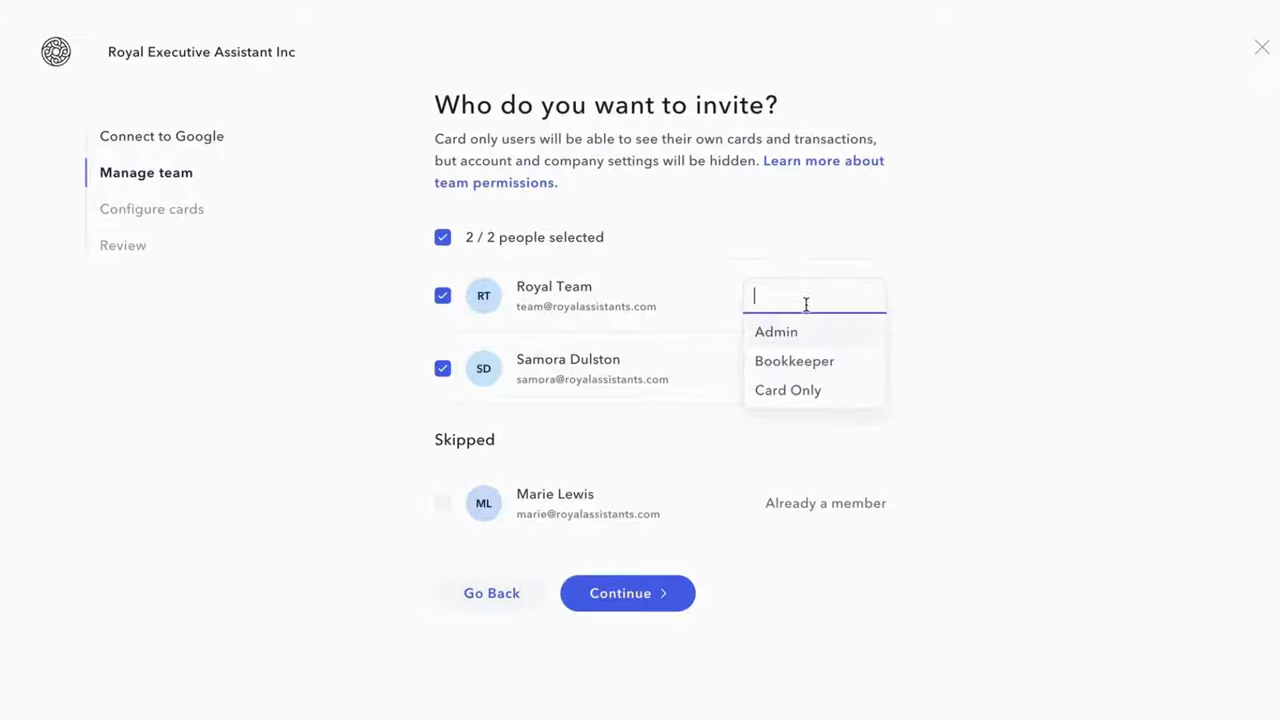 Royal Executive Assistant Inc
Connect to Google
Manage team
Configure cards
Review
Who do you want to invite?
Card only users will be able to see their own cards and transactions,
but account and company settings will be hidden. Learn more about
team permissions.
2 / 2 people selected
RT
Royal Team
team@royalassistants.com
Admin
Bookkeeper
Card Only
SD
Samora Dulston
samora@royalassistants.com
Skipped
ML
Marie Lewis
marie@royalassistants.com
Already a member
Go Back
Continue